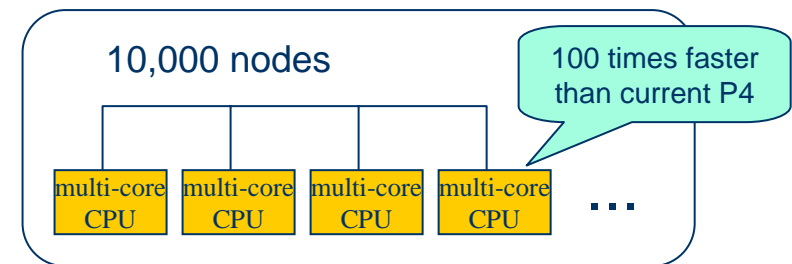 10,000 nodes
100 times faster
than current P4
multi-core
CPU
multi-core
CPU
multi-core
CPU
multi-core
CPU
...